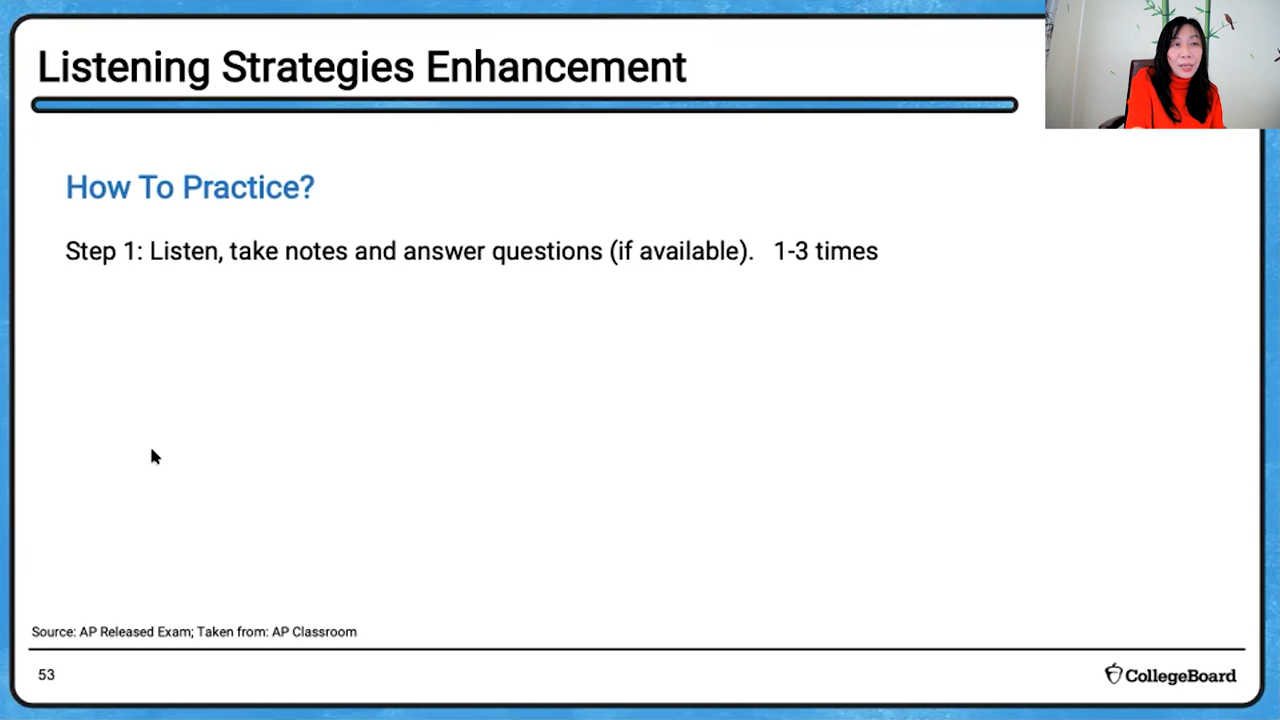 Listening Strategies Enhancement
How To Practice?
Step 1: Listen, take notes and answer questions (if available). 1-3 times
Source: AP Released Exam; Taken from: AP Classroom
53
CollegeBoard